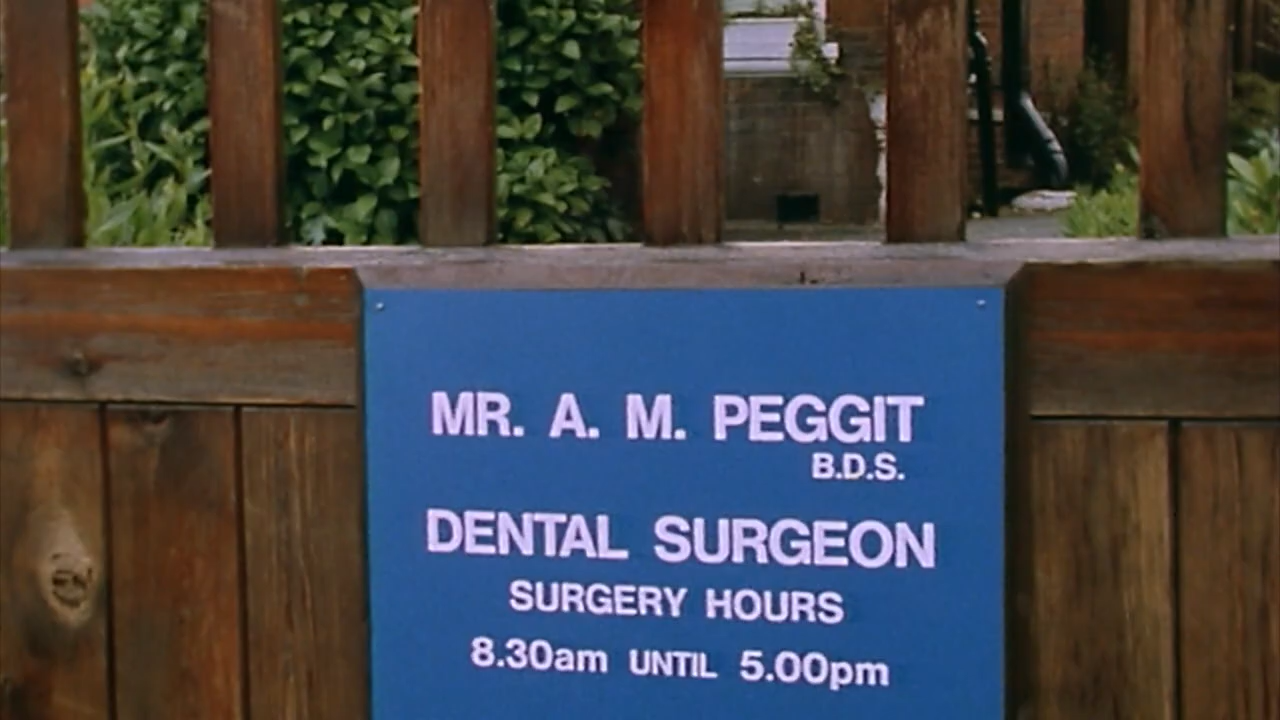 MR. A. M. PEGGIT
B.D.S.
DENTAL SURGEON
SURGERY HOURS
8.30am UNTIL 5.00pm